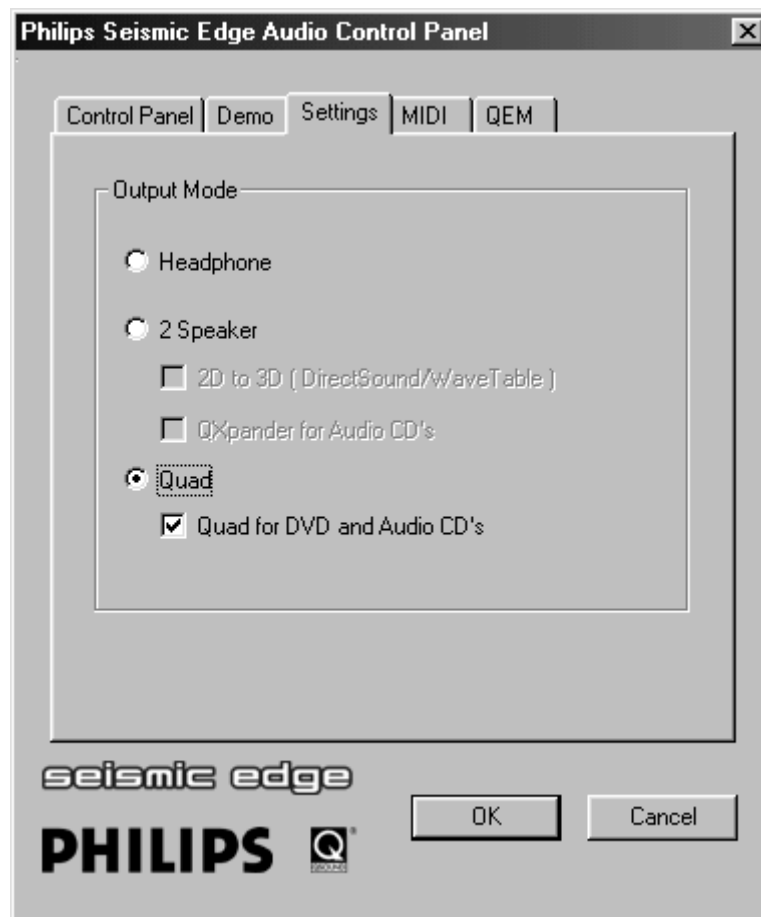 Philips Seismic Edge Audio Control Panel
Control Panel Demo Settings MIDI QEM
Output Mode
Headphone
2 Speaker
2D to 3D ( DirectSound/WaveTable )
QXpander for Audio CD's
Quad
Quad for DVD and Audio CD's
seismic edge
OK Cancel
PHILIPS Q